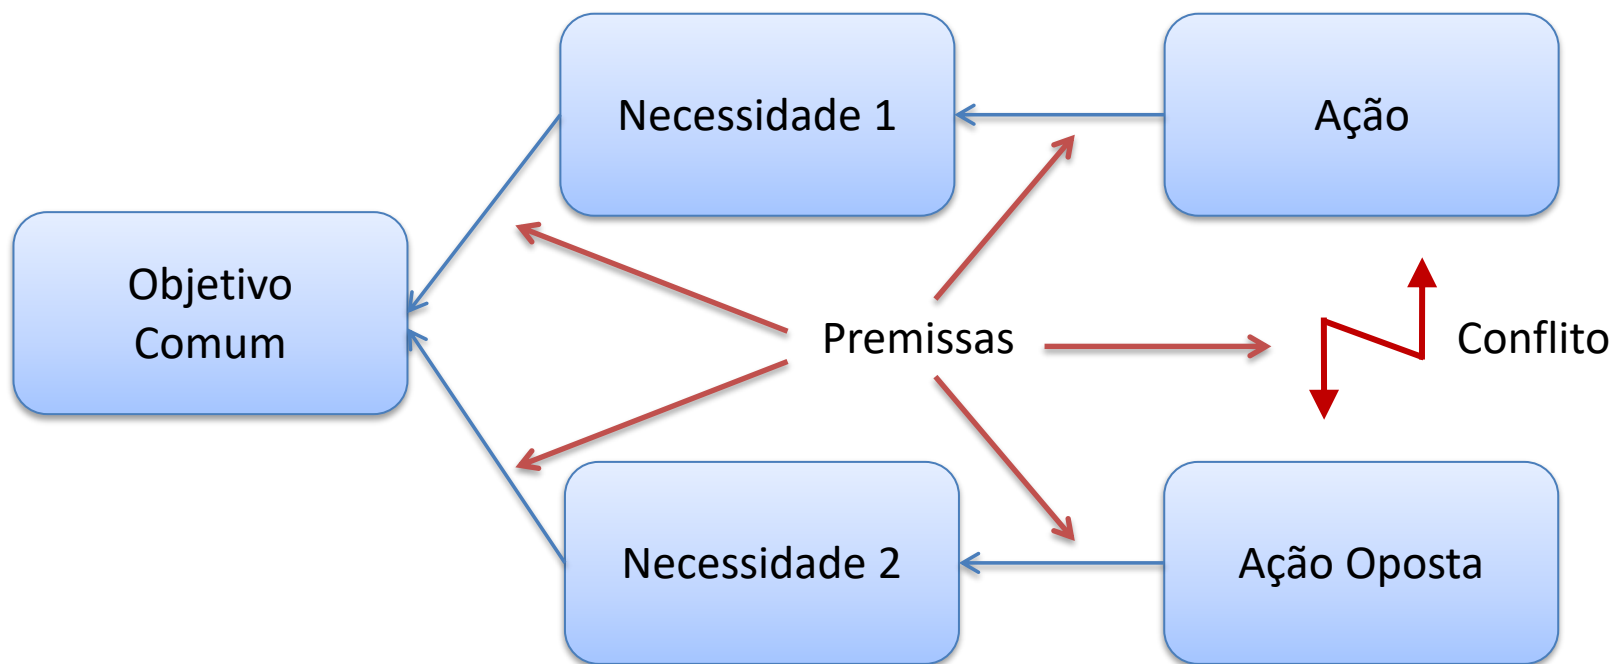 Necessidade 1
Ação
Objetivo
Comum
Premissas
Conflito
Necessidade 2
Ação Oposta